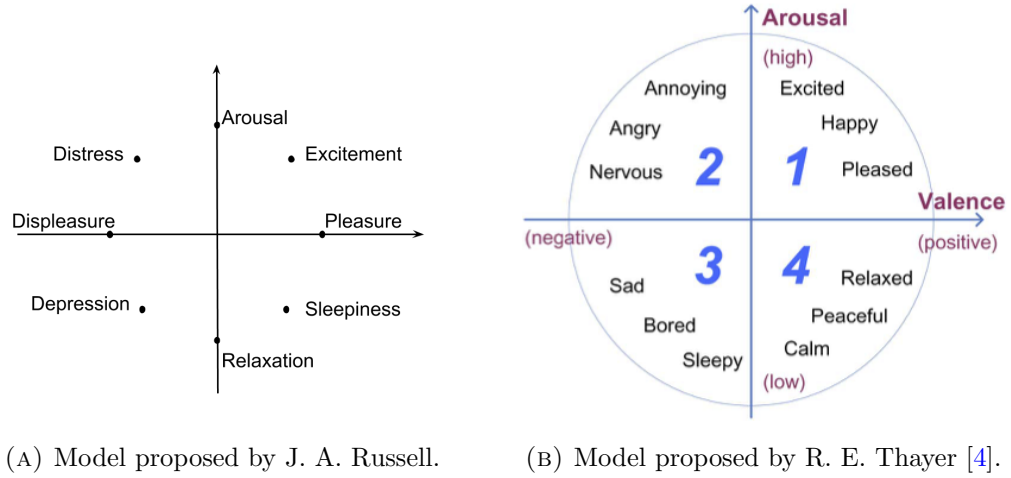 Arousal
Distress
Excitement
Displeasure
Pleasure
Depression
Sleepiness
Relaxation
(A) Model proposed by J. A. Russell.
Arousal
(high)
Annoying
Excited
Angry
Happy
Nervous
2
1
Pleased
Valence
(negative)
(positive)
3
4
Sad
Relaxed
Bored
Peaceful
Sleepy
Calm
(low)
(B) Model proposed by R. E. Thayer [4].